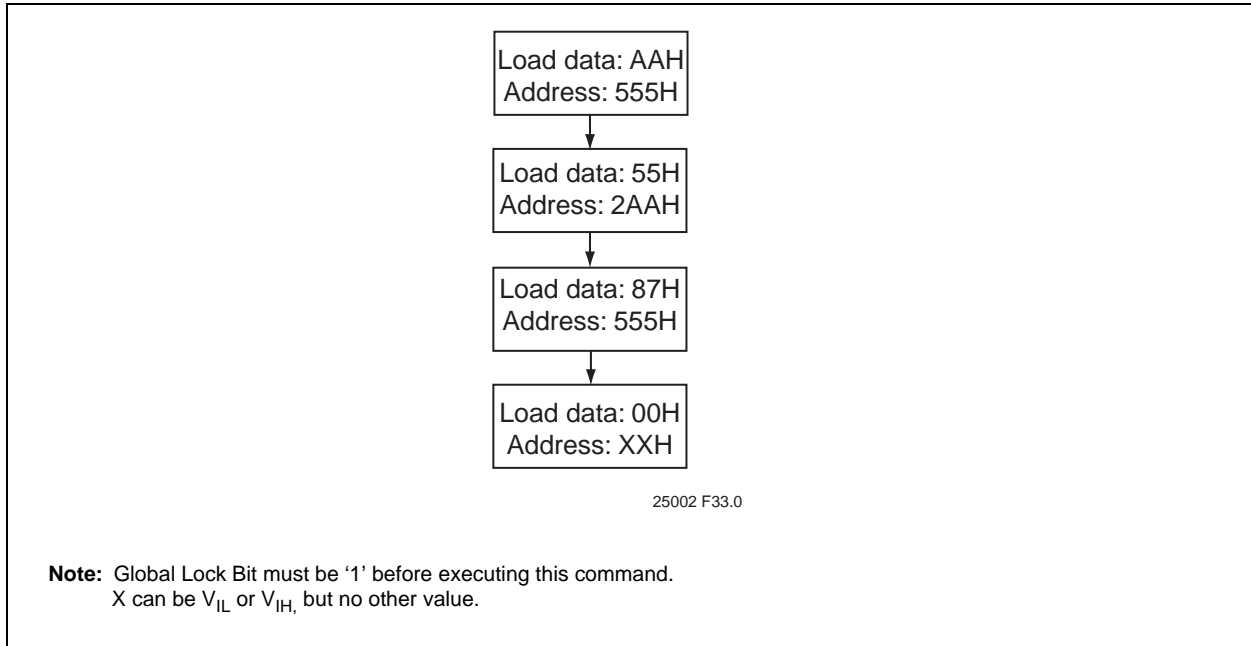 Load data: AAH
Address: 555H
Load data: 55H
Address: 2AAH
Load data: 87H
Address: 555H
Load data: 00H
Address: XXH
25002 F33.0
Note: Global Lock Bit must be ‘1’ before executing this command.
X can be VIL or VIH, but no other value.